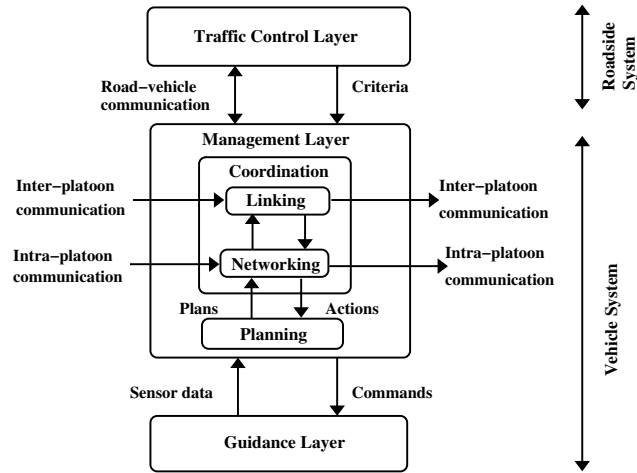 Traffic Control Layer
Roadside
System
Road-vehicle
communication
Criteria
Management Layer
Coordination
Linking
Inter-platoon
communication
Inter-platoon
communication
Networking
Intra-platoon
communication
Intra-platoon
communication
Plans
Actions
Planning
Vehicle System
Sensor data
Commands
Guidance Layer